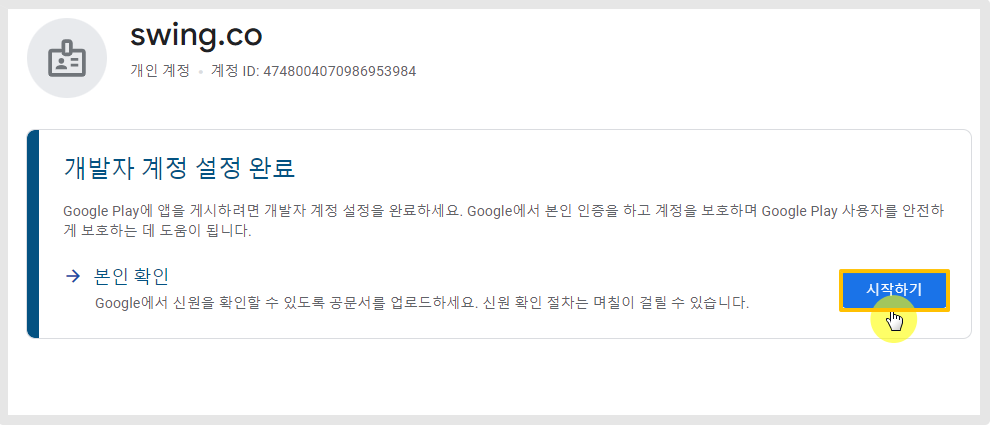 swing.co
개인 계정 • 계정 ID: 4748004070986953984
개발자 계정 설정 완료
Google Play에 앱을 게시하려면 개발자 계정 설정을 완료하세요. Google에서 본인 인증을 하고 계정을 보호하며 Google Play 사용자를 안전하
게 보호하는 데 도움이 됩니다.
→ 본인 확인
Google에서 신원을 확인할 수 있도록 공문서를 업로드하세요. 신원 확인 절차는 며칠이 걸릴 수 있습니다.
시작하기